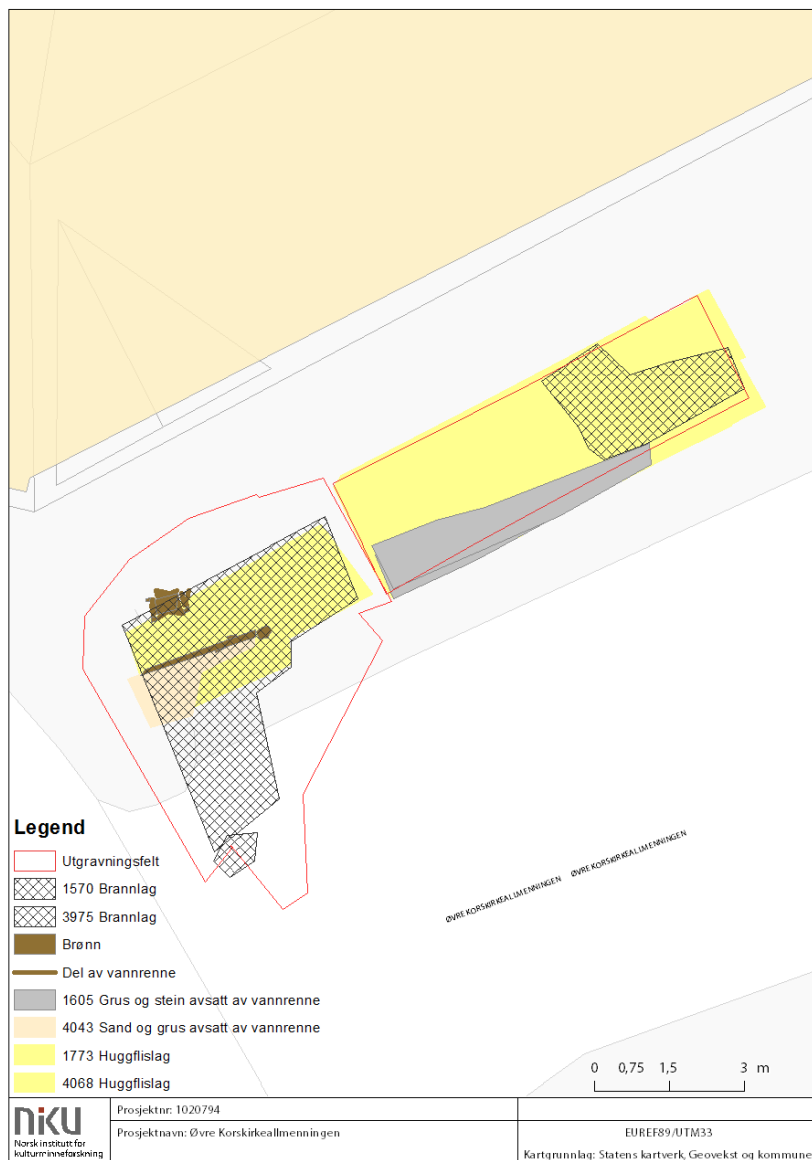 ØVRE KORSKIRKEALLMENNINGEN ØVRE KORSKIRKEALLMENNINGEN
Legend
Utgravningsfelt
1570 Brannlag
3975 Brannlag
Brønn
Del av vannrenne
1605 Grus og stein avsatt av vannrenne
4043 Sand og grus avsatt av vannrenne
1773 Huggflislag
4068 Huggflislag
0 0,75 1,5 3 m
niku
Norsk institutt for
kulturminneforskning
Prosjektnr: 1020794
Prosjektnavn: Øvre Korskirkeallmenningen
EUREF89/UTM33
Kartgrunnlag: Statens kartverk, Geovekst og kommune